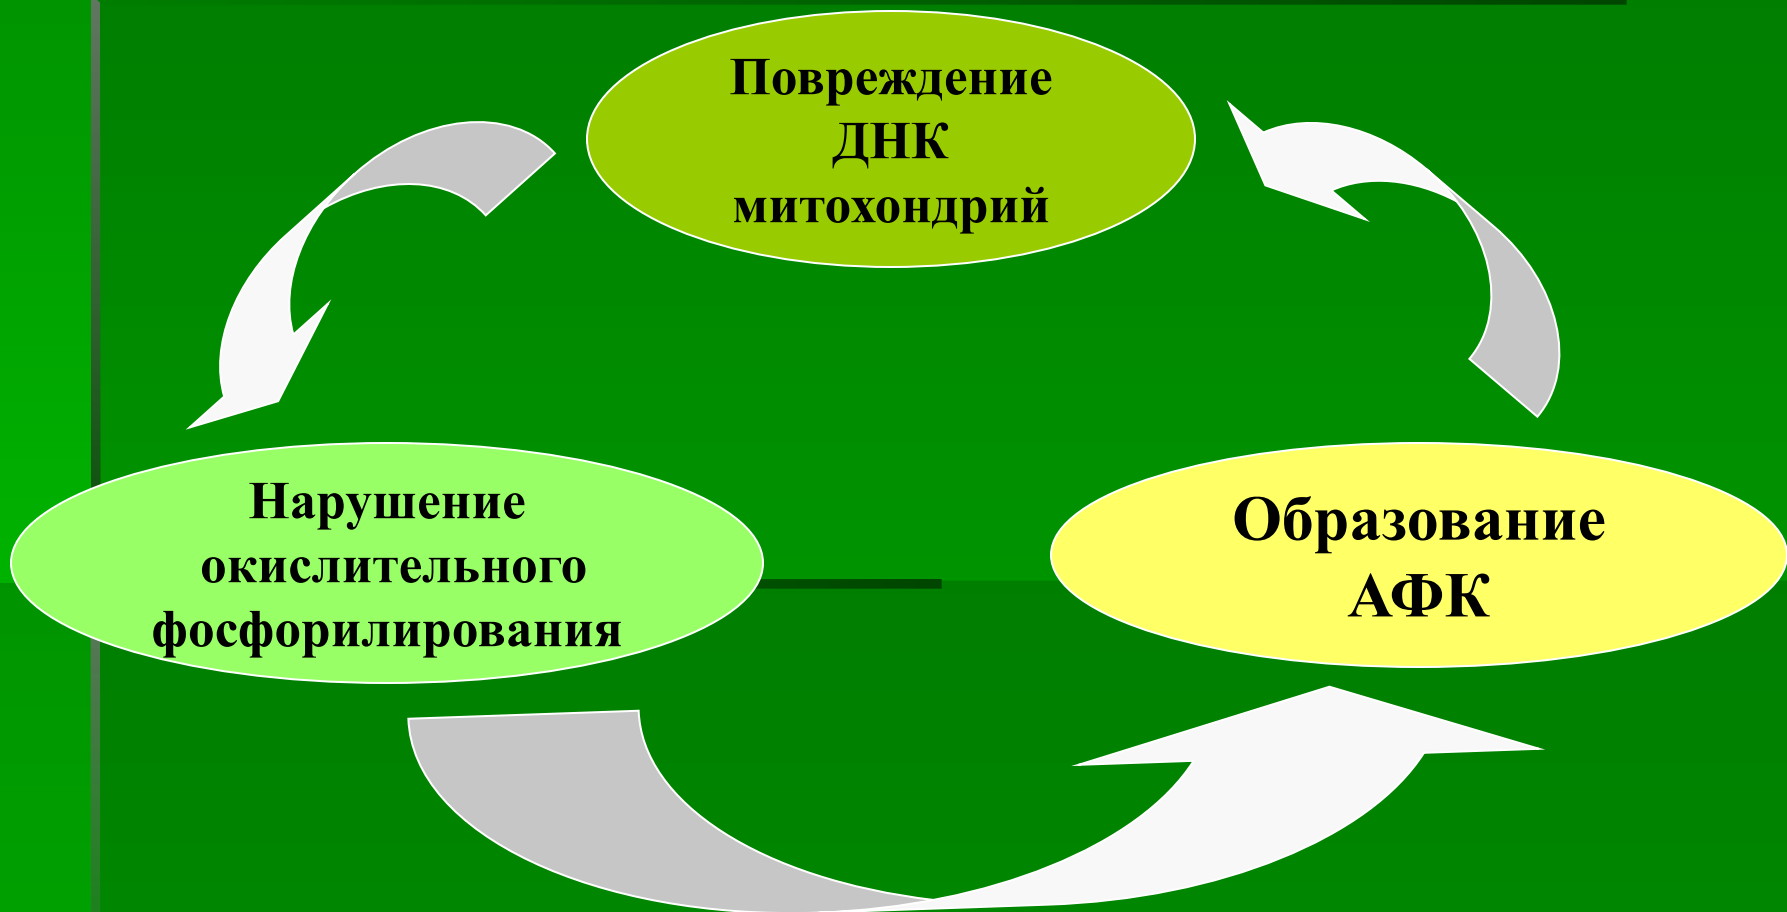 Повреждение
ДНК
митохондрий
Нарушение
окислительного
фосфорилирования
Образование
АФК